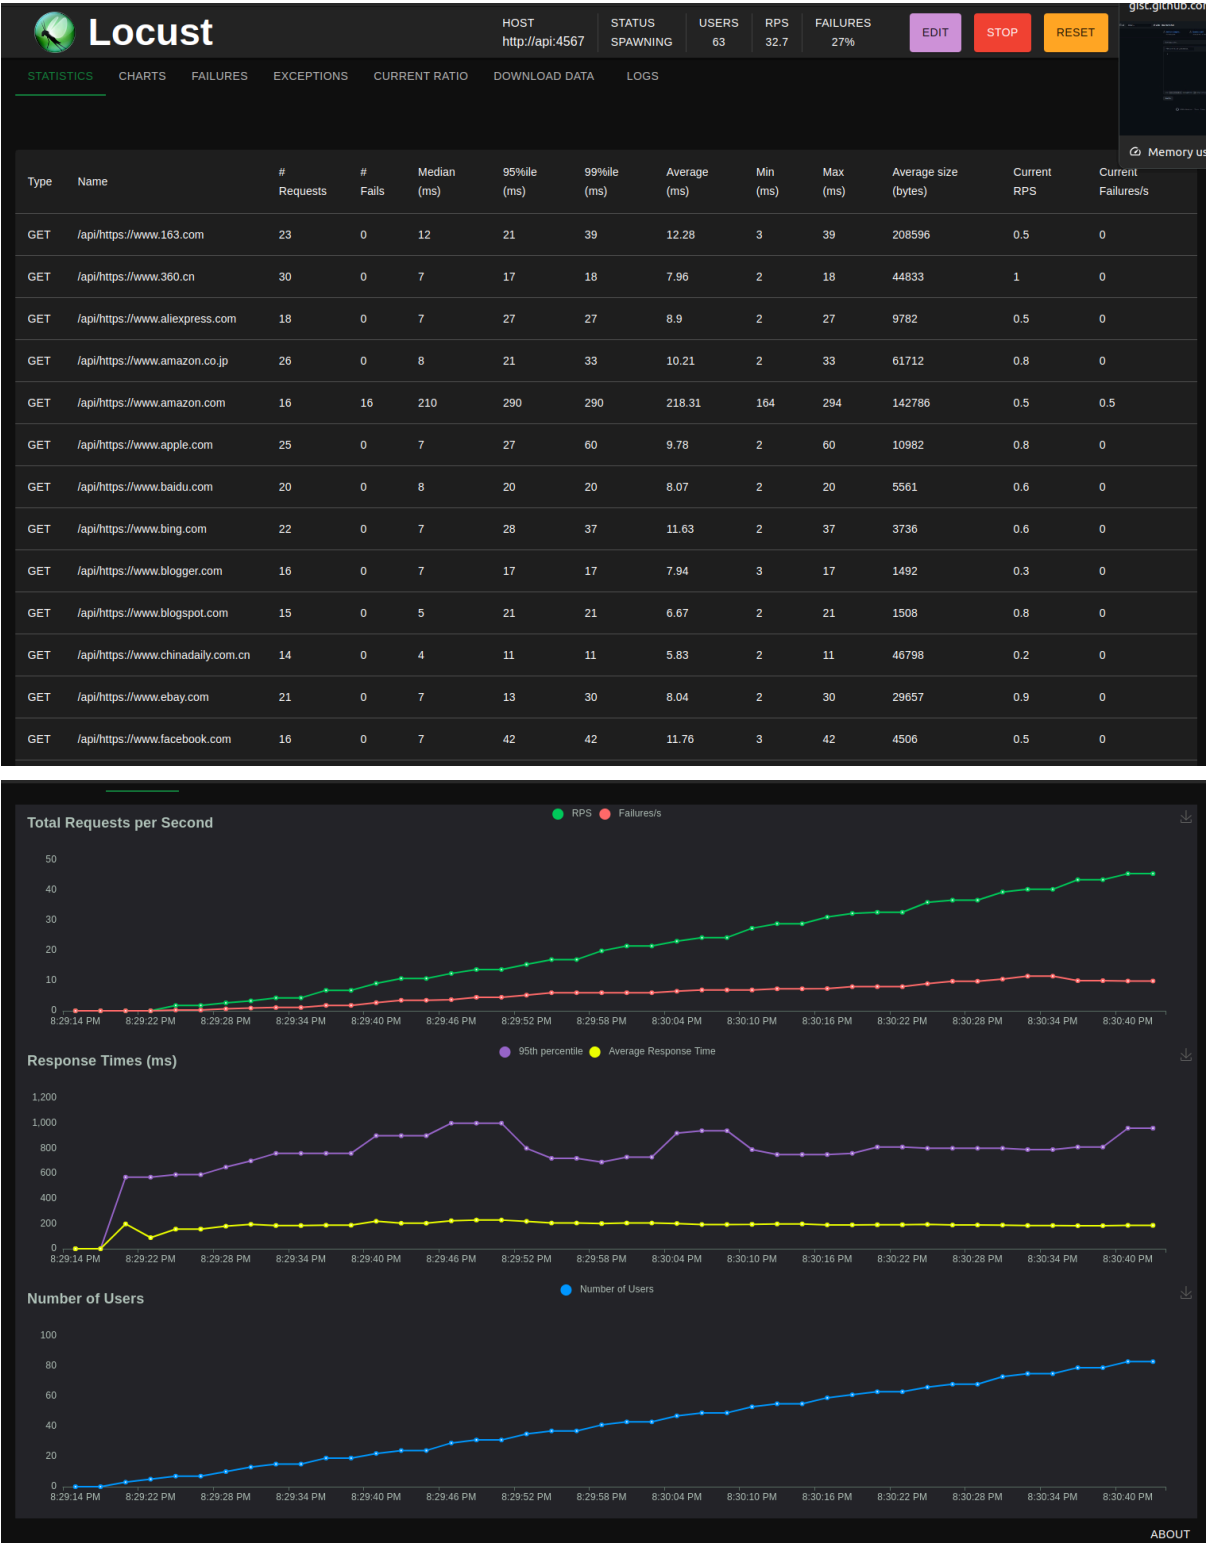 gist.github.com
Locust
HOST
http://api:4567
STATUS
SPAWNING
USERS
63
RPS
32.7
FAILURES
27%
EDIT
STOP
RESET
STATISTICS CHARTS FAILURES EXCEPTIONS CURRENT RATIO DOWNLOAD DATA LOGS
Memory us
Type Name # Requests # Fails Median (ms) 95%ile (ms) 99%ile (ms) Average (ms) Min (ms) Max (ms) Average size (bytes) Current RPS Current Failures/s
GET /api/https://www.163.com 23 0 12 21 39 12.28 3 39 208596 0.5 0
GET /api/https://www.360.cn 30 0 7 17 18 7.96 2 18 44833 1 0
GET /api/https://www.aliexpress.com 18 0 7 27 27 8.9 2 27 9782 0.5 0
GET /api/https://www.amazon.co.jp 26 0 8 21 33 10.21 2 33 61712 0.8 0
GET /api/https://www.amazon.com 16 16 210 290 290 218.31 164 294 142786 0.5 0.5
GET /api/https://www.apple.com 25 0 7 27 60 9.78 2 60 10982 0.8 0
GET /api/https://www.baidu.com 20 0 8 20 20 8.07 2 20 5561 0.6 0
GET /api/https://www.bing.com 22 0 7 28 37 11.63 2 37 3736 0.6 0
GET /api/https://www.blogger.com 16 0 7 17 17 7.94 3 17 1492 0.3 0
GET /api/https://www.blogspot.com 15 0 5 21 21 6.67 2 21 1508 0.8 0
GET /api/https://www.chinadaily.com.cn 14 0 4 11 11 5.83 2 11 46798 0.2 0
GET /api/https://www.ebay.com 21 0 7 13 30 8.04 2 30 29657 0.9 0
GET /api/https://www.facebook.com 16 0 7 42 42 11.76 3 42 4506 0.5 0
Total Requests per Second
RPS Failures/s
50
40
30
20
10
0
8:29:14 PM 8:29:22 PM 8:29:28 PM 8:29:34 PM 8:29:40 PM 8:29:46 PM 8:29:52 PM 8:29:58 PM 8:30:04 PM 8:30:10 PM 8:30:16 PM 8:30:22 PM 8:30:28 PM 8:30:34 PM 8:30:40 PM
Response Times (ms)
95th percentile Average Response Time
1,200
1,000
800
600
400
200
0
8:29:14 PM 8:29:22 PM 8:29:28 PM 8:29:34 PM 8:29:40 PM 8:29:46 PM 8:29:52 PM 8:29:58 PM 8:30:04 PM 8:30:10 PM 8:30:16 PM 8:30:22 PM 8:30:28 PM 8:30:34 PM 8:30:40 PM
Number of Users
Number of Users
100
80
60
40
20
0
8:29:14 PM 8:29:22 PM 8:29:28 PM 8:29:34 PM 8:29:40 PM 8:29:46 PM 8:29:52 PM 8:29:58 PM 8:30:04 PM 8:30:10 PM 8:30:16 PM 8:30:22 PM 8:30:28 PM 8:30:34 PM 8:30:40 PM
ABOUT